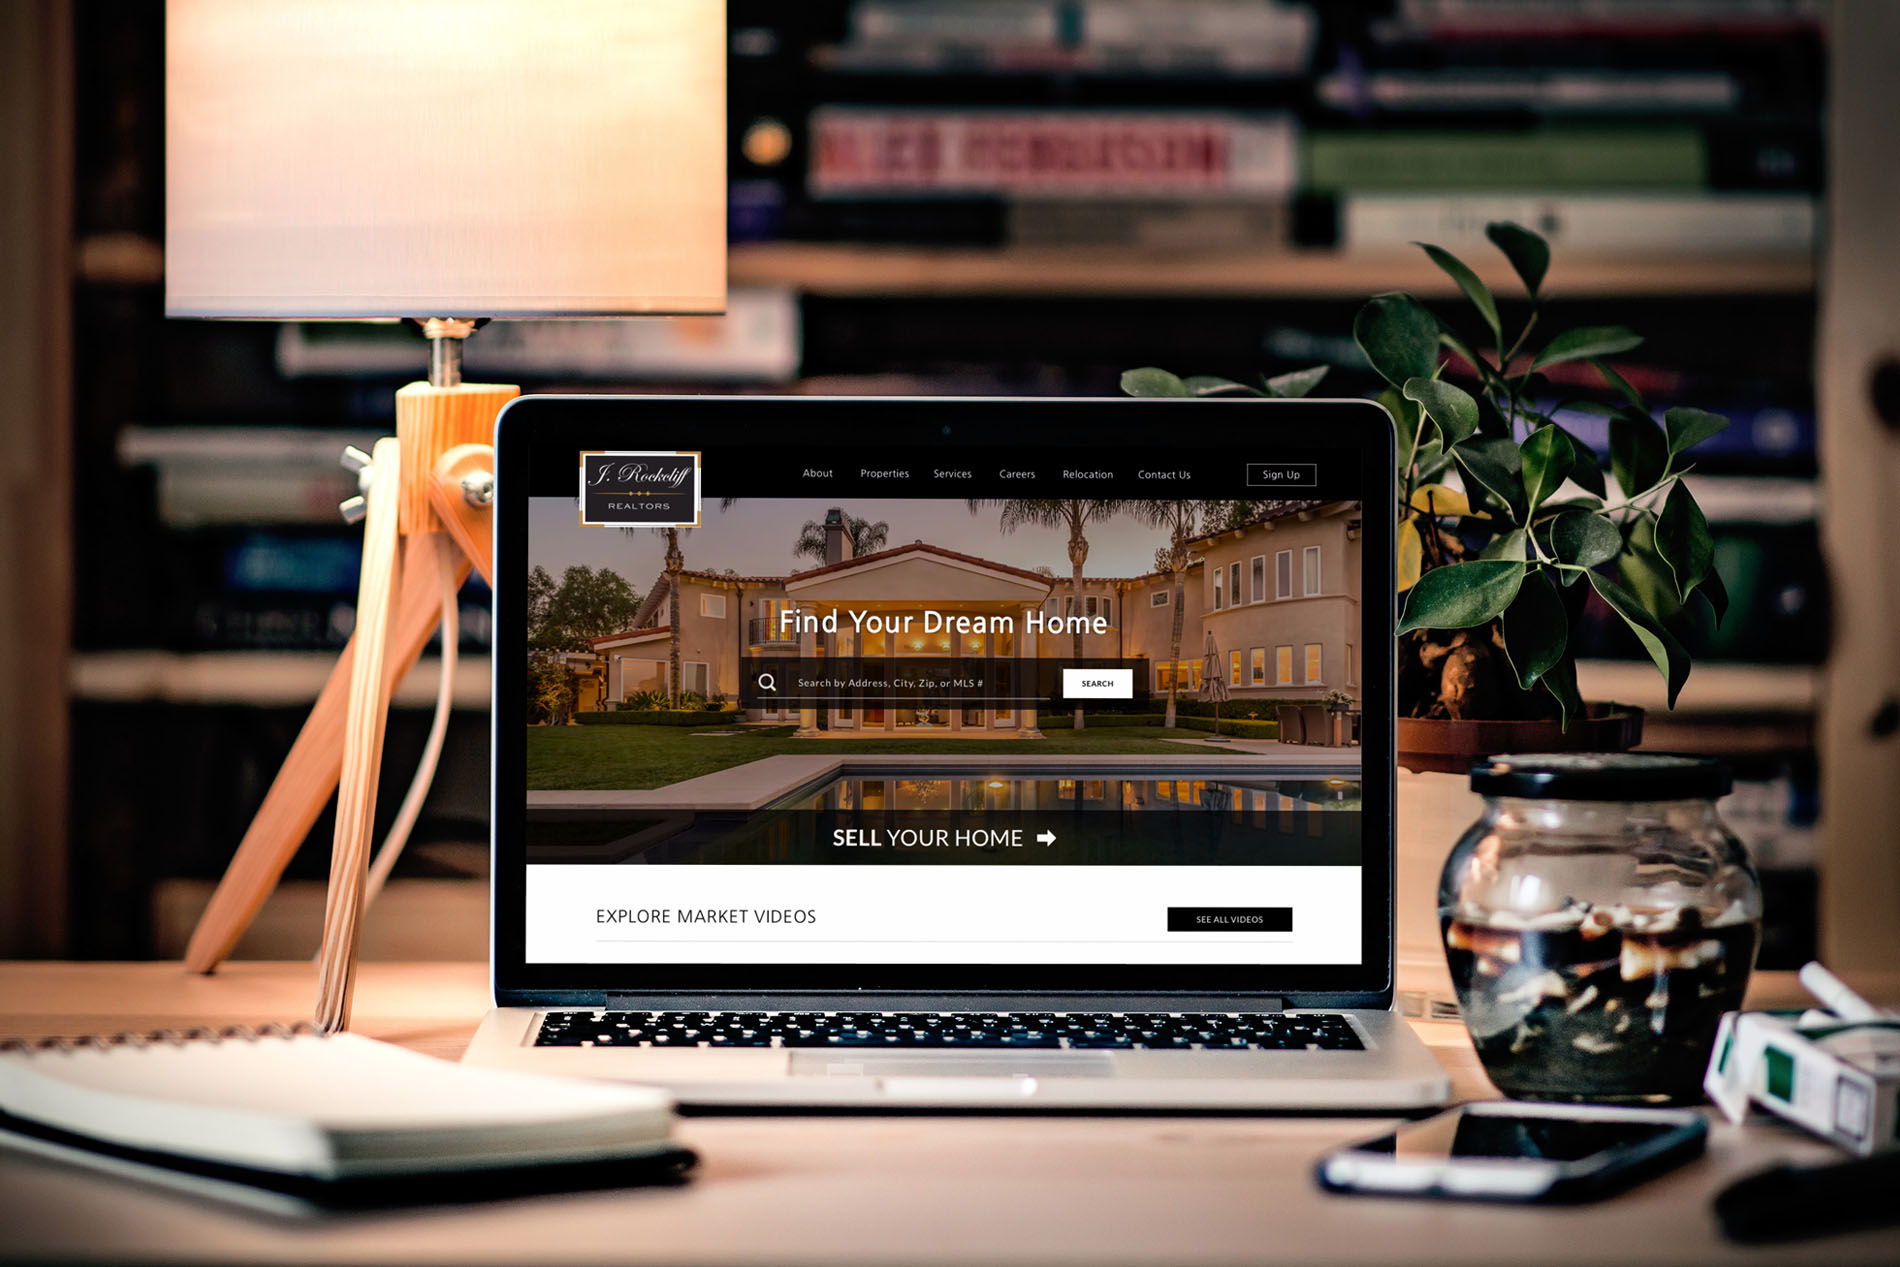 FERGUSON
J. Rockcliff
REALTORS
About Properties Services Careers Relocation Contact Us Sign Up
Find Your Dream Home
Search by Address, City, Zip, or MLS # SEARCH
SELL YOUR HOME
EXPLORE MARKET VIDEOS SEE ALL VIDEOS